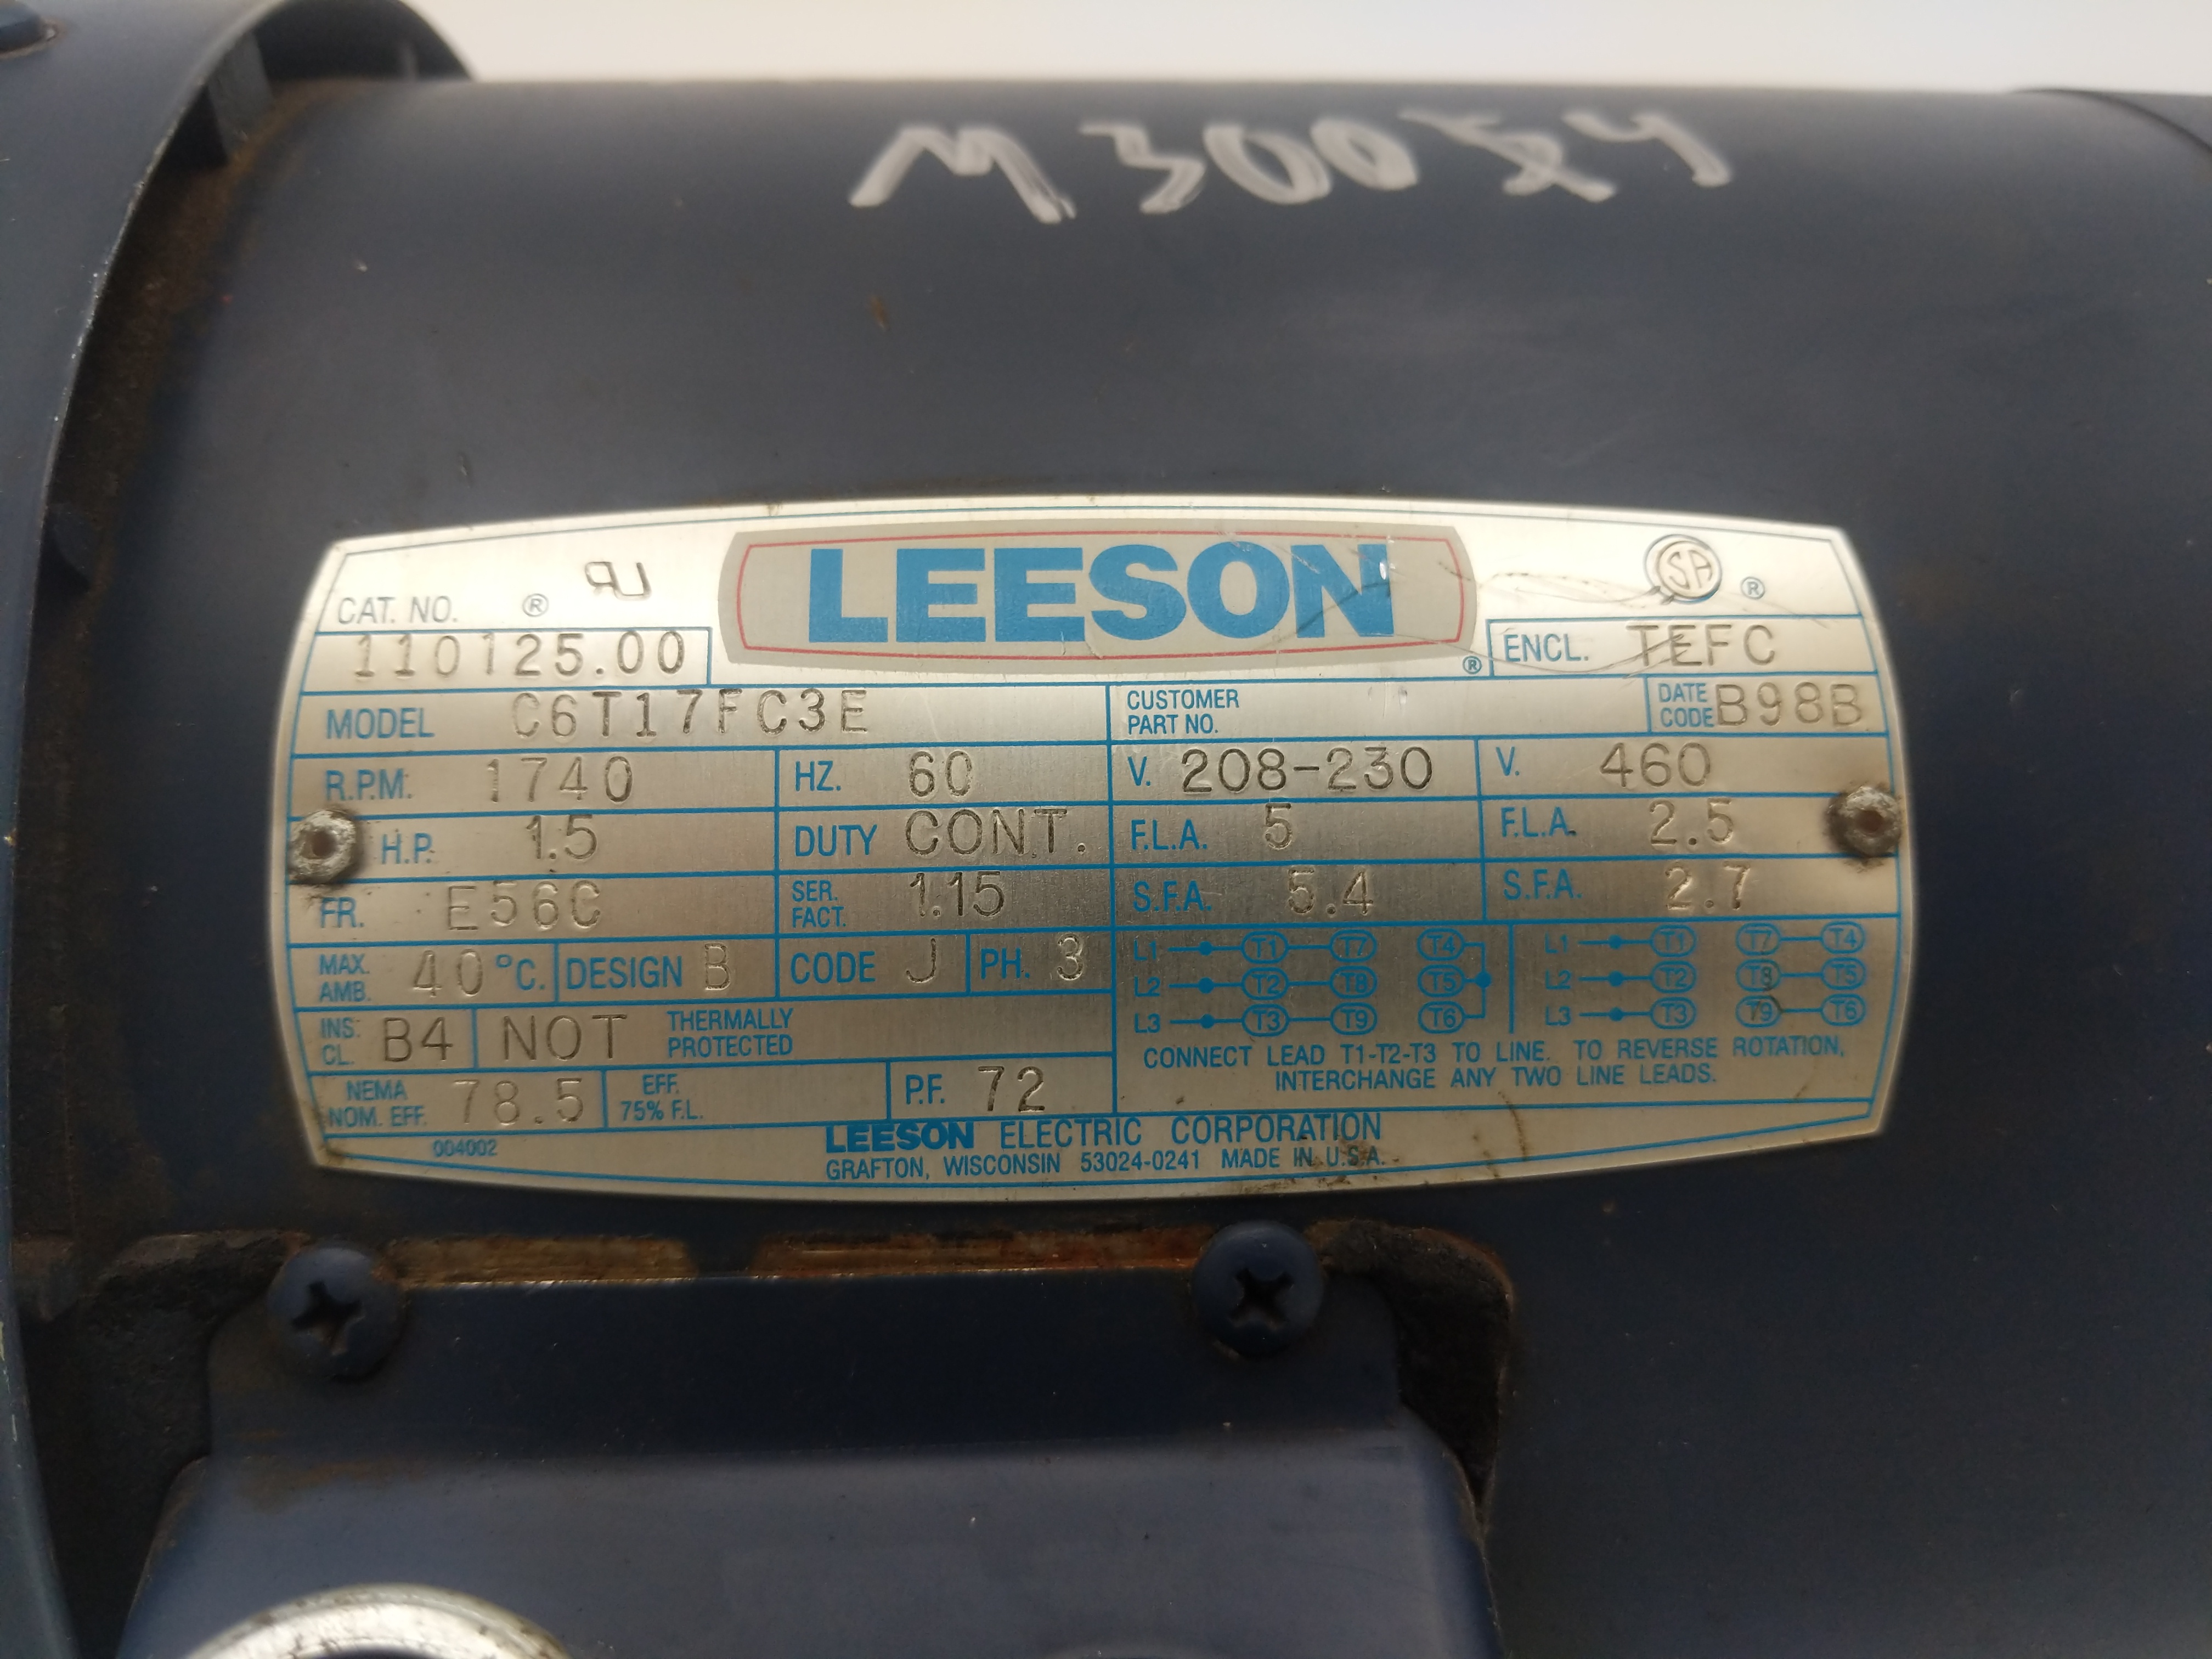 LEESON
CAT. NO. ® RU
110125.00
® ENCL. TEFC
SA ®
MODEL C6T17FC3E
CUSTOMER PART NO.
DATE CODE B98B
R.P.M. 1740 HZ. 60 V. 208-230 V. 460
H.P. 1.5 DUTY CONT. F.L.A. 5 F.L.A. 2.5
FR. E56C SER. FACT. 1.15 S.F.A. 5.4 S.F.A. 2.7
MAX. AMB. 40°C. DESIGN B CODE J PH. 3
INS. CL. B4 NOT THERMALLY PROTECTED
NEMA NOM. EFF. 78.5 EFF. 75% F.L. P.F. 72
L1 T1 T7 T4 L1 T1 T7 T4
L2 T2 T8 T5 L2 T2 T8 T5
L3 T3 T9 T6 L3 T3 T9 T6
CONNECT LEAD T1-T2-T3 TO LINE. TO REVERSE ROTATION,
INTERCHANGE ANY TWO LINE LEADS.
004002
LEESON ELECTRIC CORPORATION
GRAFTON, WISCONSIN 53024-0241 MADE IN U.S.A.